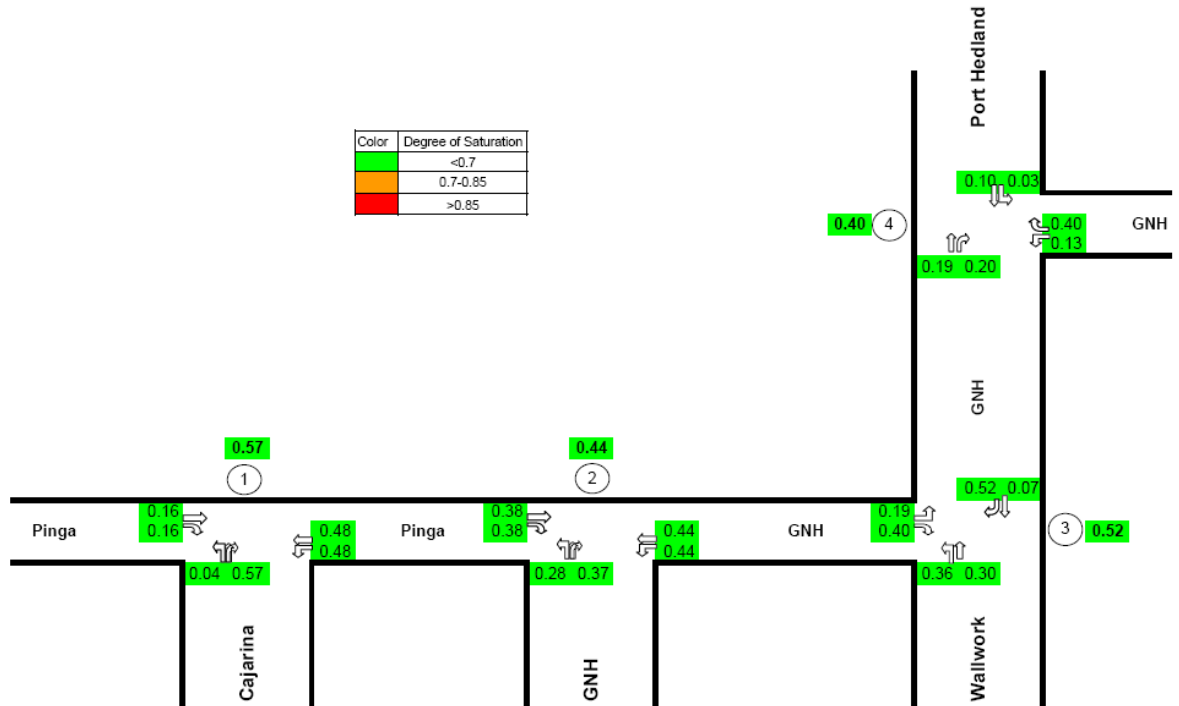 Port Hedland
Color Degree of Saturation
<0.7
0.7-0.85
>0.85
0.10 0.03
0.40 4
0.40
0.13
GNH
0.19 0.20
GNH
0.57
0.44
1
2
0.52 0.07
Pinga
0.16
0.16
0.48
0.48
Pinga
0.38
0.38
0.44
0.44
GNH
0.19
0.40
3 0.52
0.04 0.57
0.28 0.37
0.36 0.30
Cajarina
GNH
Wallwork